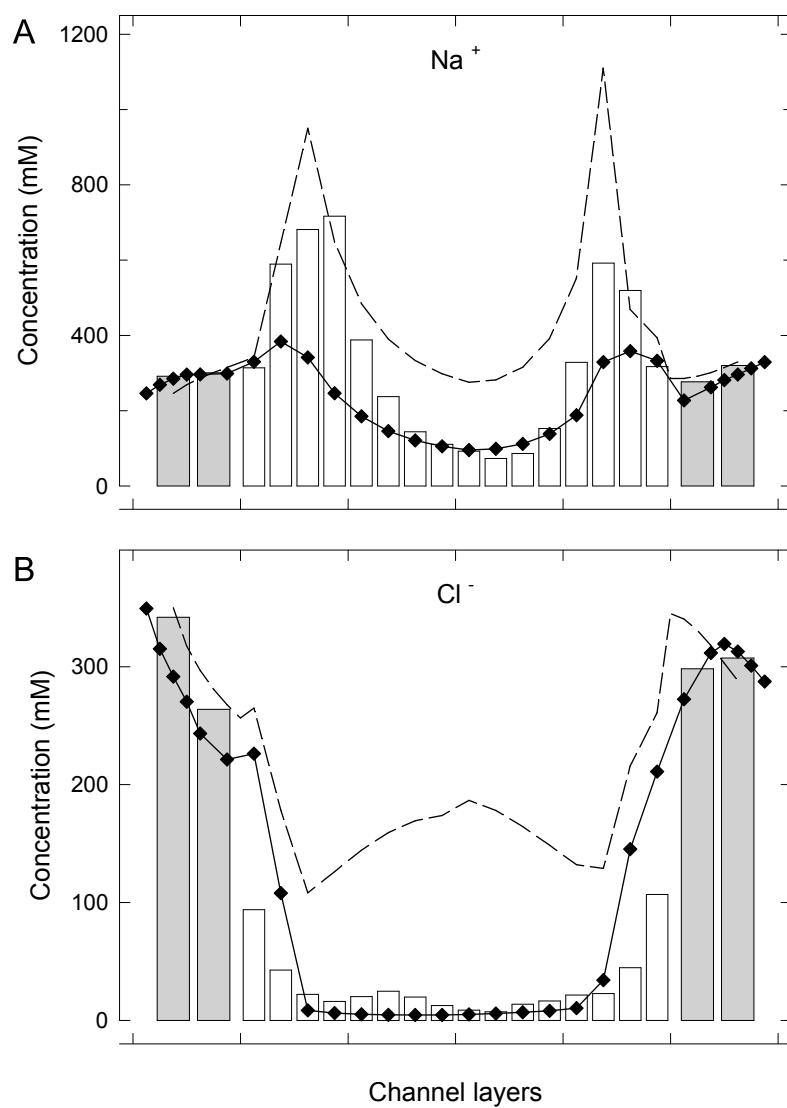 A
Na +
1200
800
400
0
Concentration (mM)
B
Cl -
300
200
100
0
Concentration (mM)
Channel layers